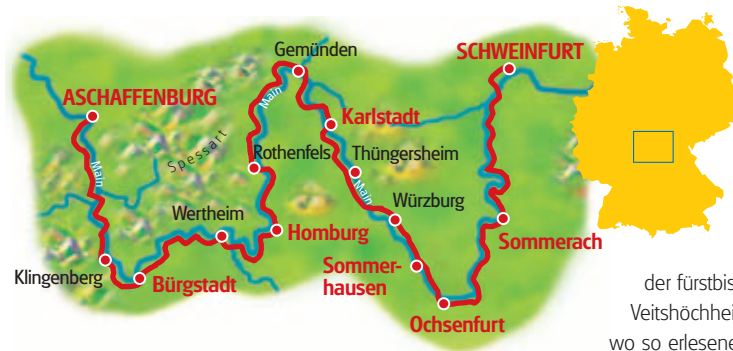 Gemünden
SCHWEINFURT
ASCHAFFENBURG
Main
Karlstadt
Spessart
Main
Rothenfels
Thüngersheim
Main
Wertheim
Würzburg
Homburg
Sommerach
Klingenberg
Bürgstadt
Sommer-
hausen
Ochsenfurt
der fürstbis
Veitshöchhei
wo so erlesene